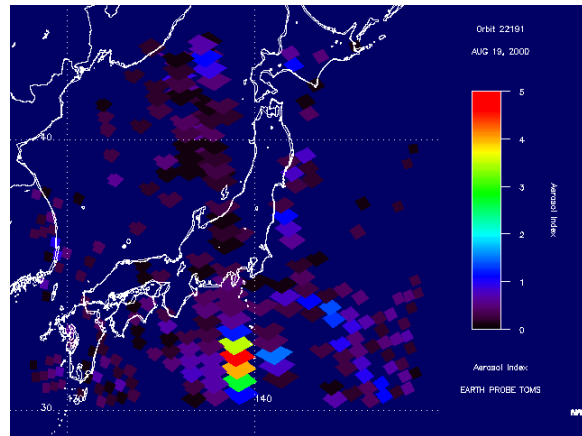 Orbit 22191
AUG 19, 2000
5
4
3
2
1
0
Aerosol Index
Aerosol Index
EARTH PROBE TOMS
40
30
130
140